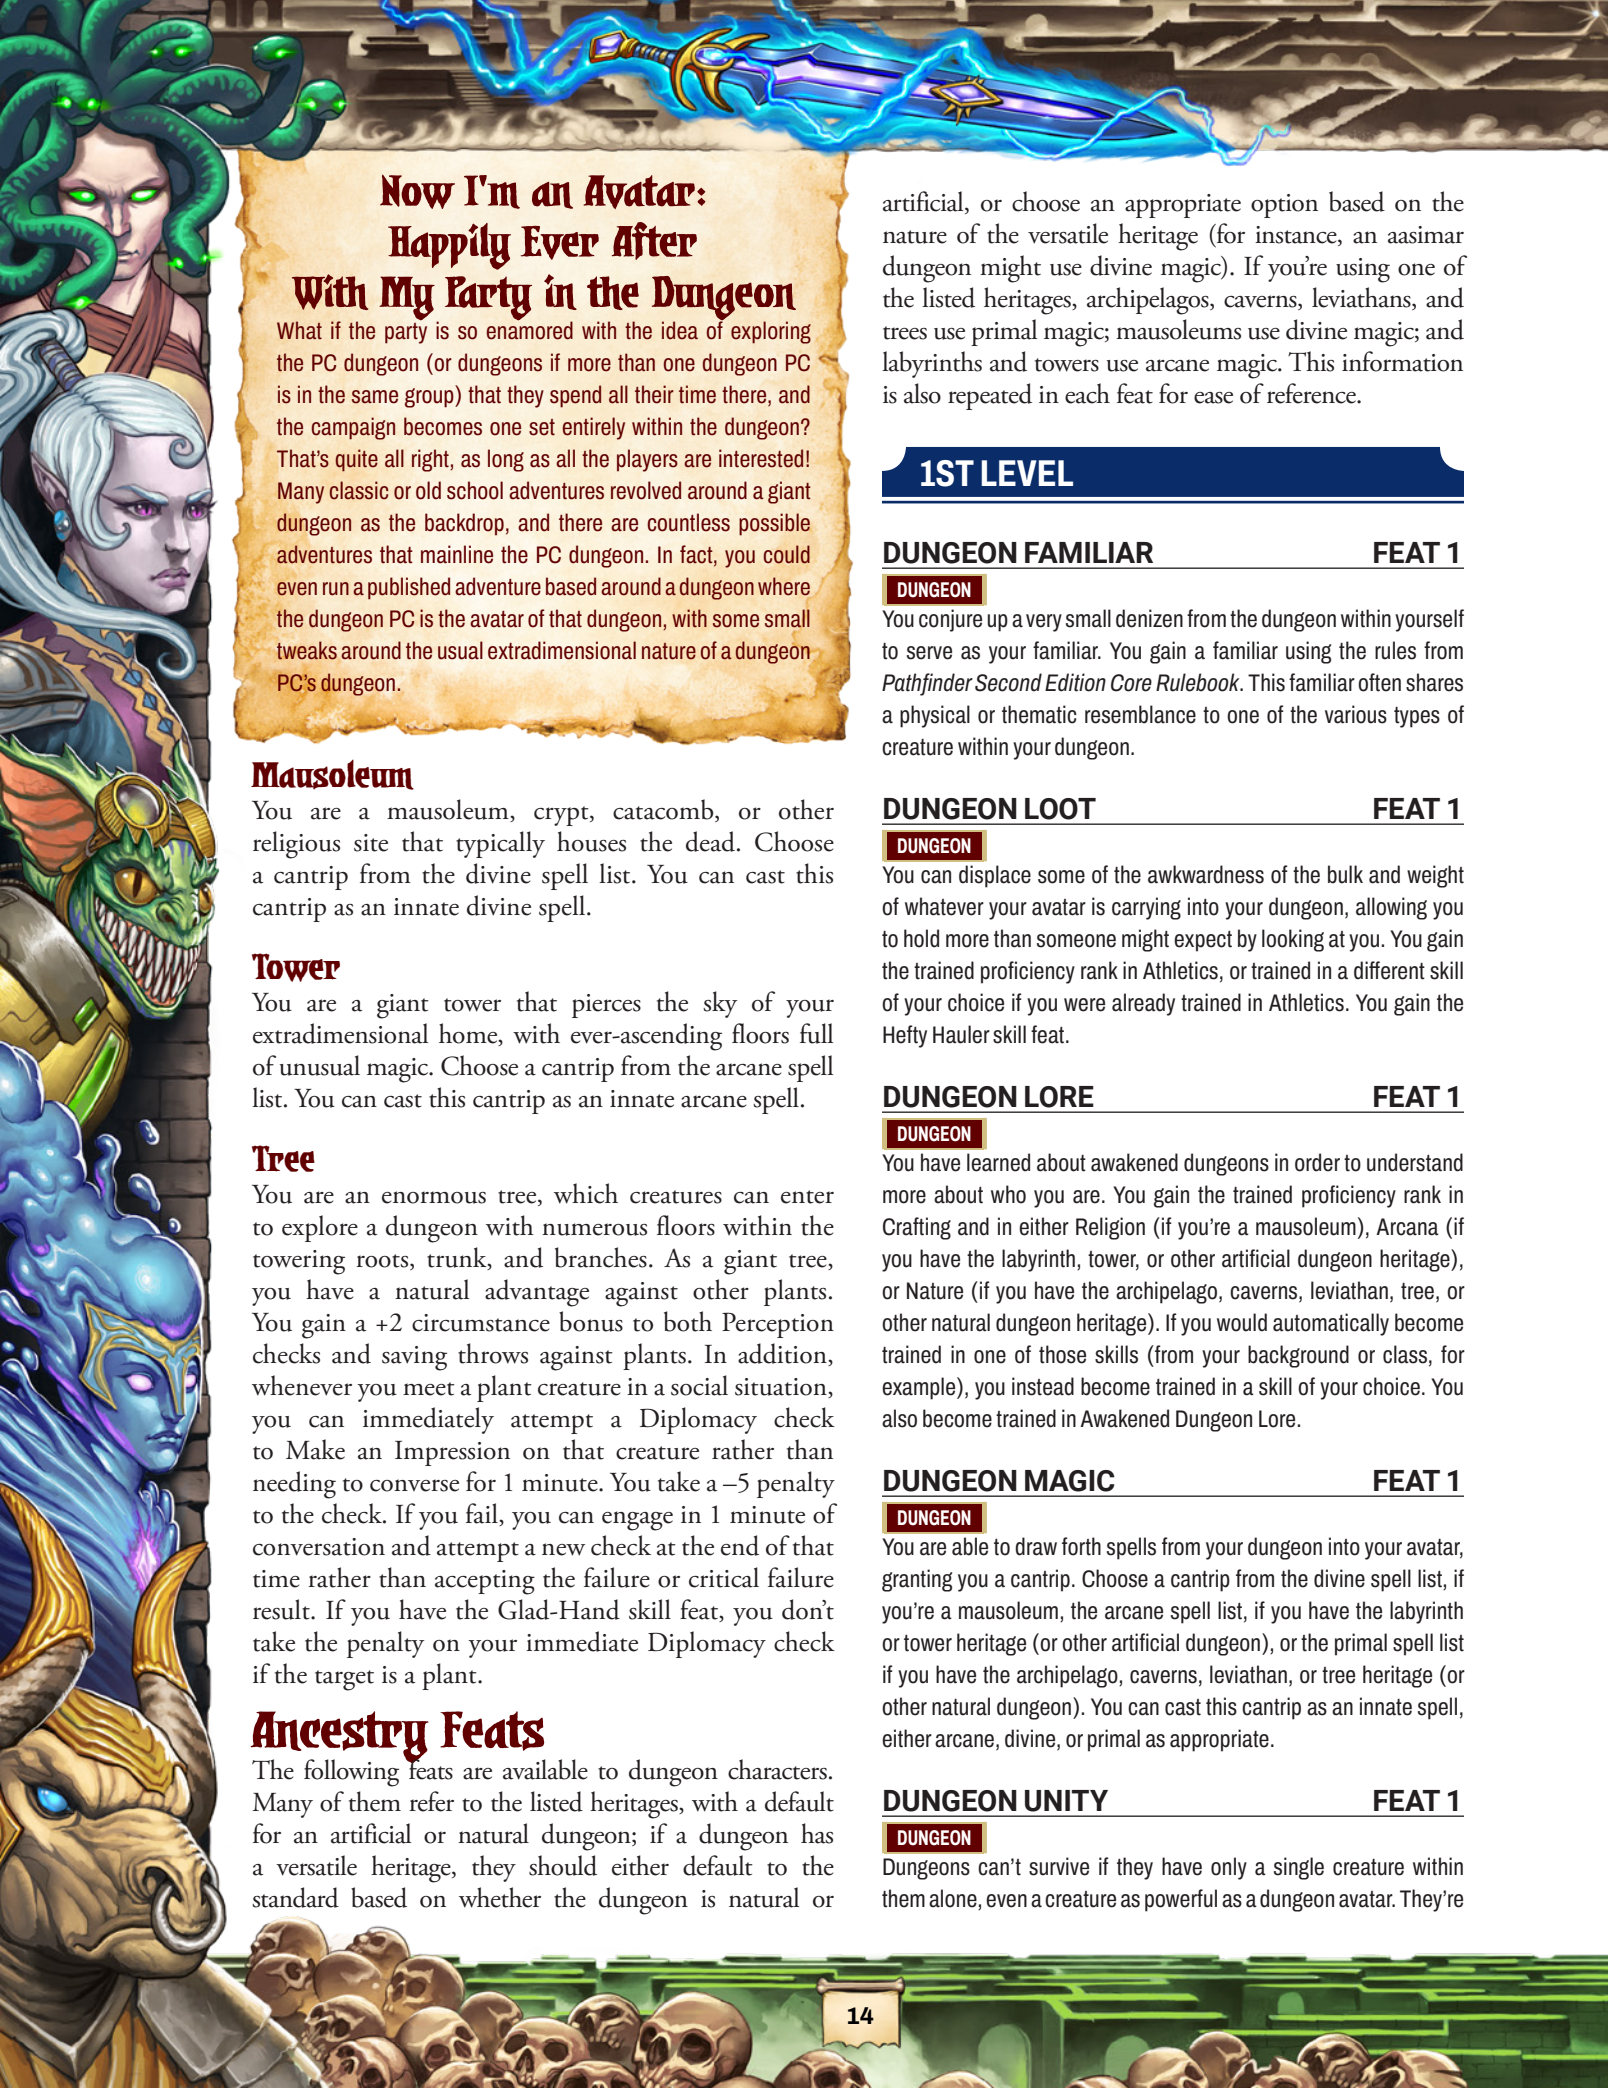 Now I'm an Avatar:
Happily Ever After
With My Party in the Dungeon
What if the party is so enamored with the idea of exploring
the PC dungeon (or dungeons if more than one dungeon PC
is in the same group) that they spend all their time there, and
the campaign becomes one set entirely within the dungeon?
That's quite all right, as long as all the players are interested!
Many classic or old school adventures revolved around a giant
dungeon as the backdrop, and there are countless possible
adventures that mainline the PC dungeon. In fact, you could
even run a published adventure based around a dungeon where
the dungeon PC is the avatar of that dungeon, with some small
tweaks around the usual extradimensional nature of a dungeon
PC's dungeon.
Mausoleum
You are a mausoleum, crypt, catacomb, or other
religious site that typically houses the dead. Choose
a cantrip from the divine spell list. You can cast this
cantrip as an innate divine spell.
Tower
You are a giant tower that pierces the sky of your
extradimensional home, with ever-ascending floors full
of unusual magic. Choose a cantrip from the arcane spell
list. You can cast this cantrip as an innate arcane spell.
Tree
You are an enormous tree, which creatures can enter
to explore a dungeon with numerous floors within the
towering roots, trunk, and branches. As a giant tree,
you have a natural advantage against other plants.
You gain a +2 circumstance bonus to both Perception
checks and saving throws against plants. In addition,
whenever you meet a plant creature in a social situation,
you can immediately attempt a Diplomacy check
to Make an Impression on that creature rather than
needing to converse for 1 minute. You take a –5 penalty
to the check. If you fail, you can engage in 1 minute of
conversation and attempt a new check at the end of that
time rather than accepting the failure or critical failure
result. If you have the Glad-Hand skill feat, you don't
take the penalty on your immediate Diplomacy check
if the target is a plant.
Ancestry Feats
The following feats are available to dungeon characters.
Many of them refer to the listed heritages, with a default
for an artificial or natural dungeon; if a dungeon has
a versatile heritage, they should either default to the
standard based on whether the dungeon is natural or
artificial, or choose an appropriate option based on the
nature of the versatile heritage (for instance, an aasimar
dungeon might use divine magic). If you're using one of
the listed heritages, archipelagos, caverns, leviathans, and
trees use primal magic; mausoleums use divine magic; and
labyrinths and towers use arcane magic. This information
is also repeated in each feat for ease of reference.
1ST LEVEL
DUNGEON FAMILIAR FEAT 1
DUNGEON
You conjure up a very small denizen from the dungeon within yourself
to serve as your familiar. You gain a familiar using the rules from
Pathfinder Second Edition Core Rulebook. This familiar often shares
a physical or thematic resemblance to one of the various types of
creature within your dungeon.
DUNGEON LOOT FEAT 1
DUNGEON
You can displace some of the awkwardness of the bulk and weight
of whatever your avatar is carrying into your dungeon, allowing you
to hold more than someone might expect by looking at you. You gain
the trained proficiency rank in Athletics, or trained in a different skill
of your choice if you were already trained in Athletics. You gain the
Hefty Hauler skill feat.
DUNGEON LORE FEAT 1
DUNGEON
You have learned about awakened dungeons in order to understand
more about who you are. You gain the trained proficiency rank in
Crafting and in either Religion (if you're a mausoleum), Arcana (if
you have the labyrinth, tower, or other artificial dungeon heritage),
or Nature (if you have the archipelago, caverns, leviathan, tree, or
other natural dungeon heritage). If you would automatically become
trained in one of those skills (from your background or class, for
example), you instead become trained in a skill of your choice. You
also become trained in Awakened Dungeon Lore.
DUNGEON MAGIC FEAT 1
DUNGEON
You are able to draw forth spells from your dungeon into your avatar,
granting you a cantrip. Choose a cantrip from the divine spell list, if
you're a mausoleum, the arcane spell list, if you have the labyrinth
or tower heritage (or other artificial dungeon), or the primal spell list
if you have the archipelago, caverns, leviathan, or tree heritage (or
other natural dungeon). You can cast this cantrip as an innate spell,
either arcane, divine, or primal as appropriate.
DUNGEON UNITY FEAT 1
DUNGEON
Dungeons can't survive if they have only a single creature within
them alone, even a creature as powerful as a dungeon avatar. They're
14